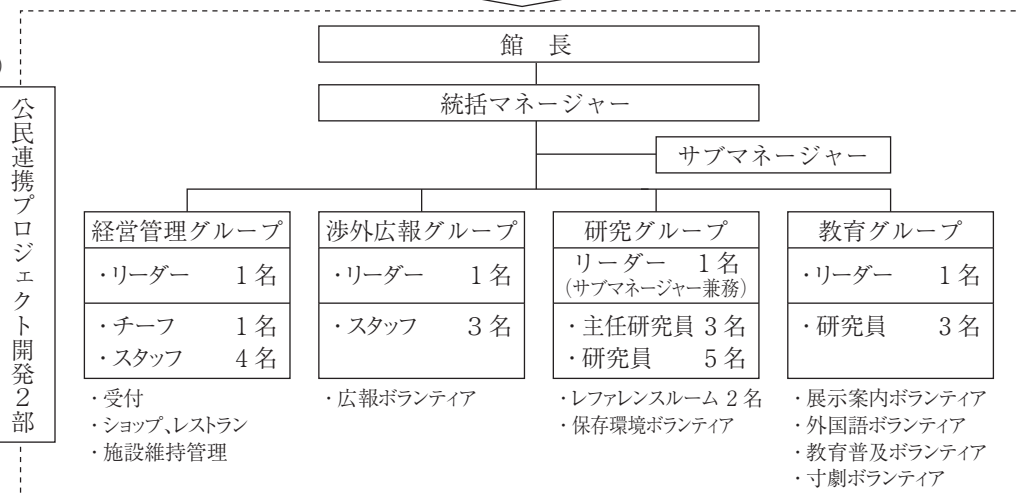 )
公民連携プロジェクト開発2部
館 長
統括マネージャー
サブマネージャー
経営管理グループ
・リーダー 1名
・チーフ 1名
・スタッフ 4名
・受付
・ショップ、レストラン
・施設維持管理
渉外広報グループ
・リーダー 1名
・スタッフ 3名
・広報ボランティア
研究グループ
リーダー 1名
(サブマネージャー兼務)
・主任研究員 3名
・研究員 5名
・レファレンスルーム 2名
・保存環境ボランティア
教育グループ
・リーダー 1名
・研究員 3名
・展示案内ボランティア
・外国語ボランティア
・教育普及ボランティア
・寸劇ボランティア